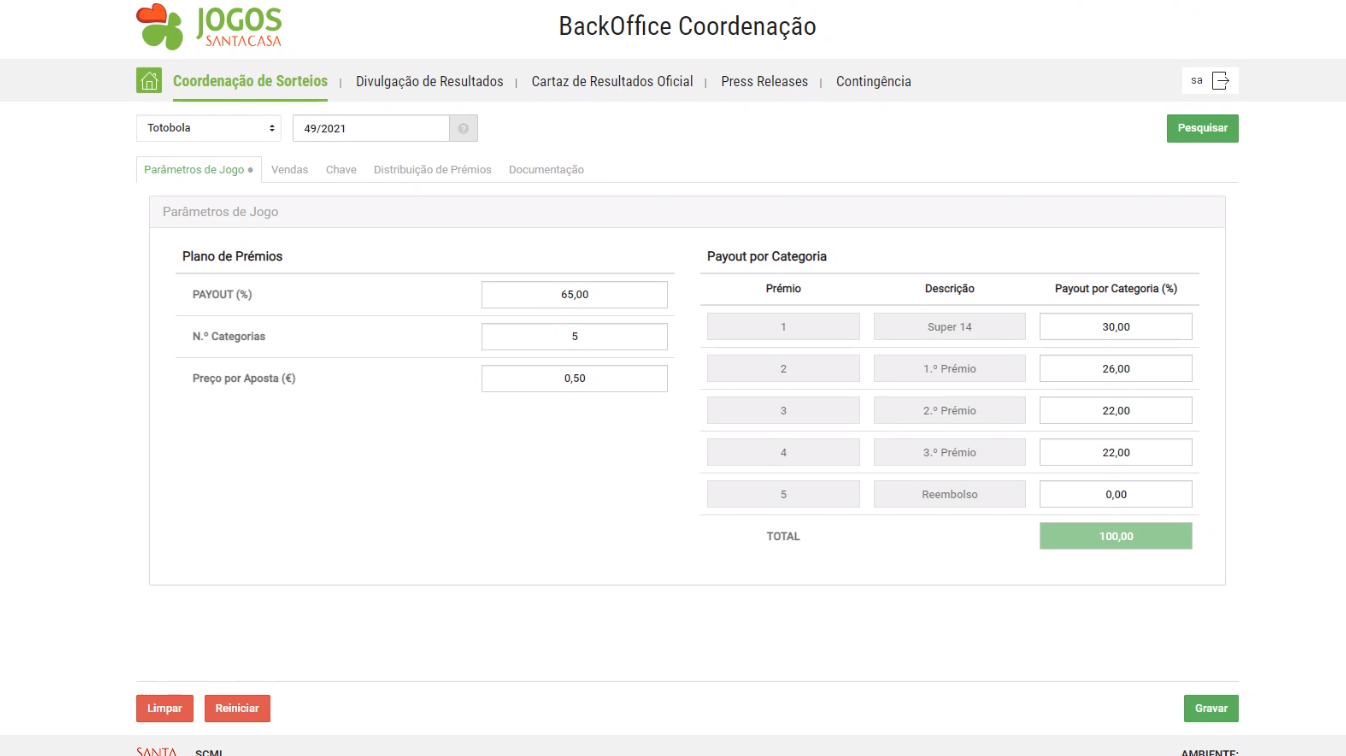 JOGOS
SANTACASA
BackOffice Coordenação
Coordenação de Sorteios | Divulgação de Resultados | Cartaz de Resultados Oficial | Press Releases | Contingência
sa
Totobola
49/2021
?
Pesquisar
Parâmetros de Jogo Vendas Chave Distribuição de Prémios Documentação
Parâmetros de Jogo
Plano de Prémios
PAYOUT (%) 65,00
N.º Categorias 5
Preço por Aposta (€) 0,50
Payout por Categoria
Prémio Descrição Payout por Categoria (%)
1 Super 14 30,00
2 1.º Prémio 26,00
3 2.º Prémio 22,00
4 3.º Prémio 22,00
5 Reembolso 0,00
TOTAL 100,00
Limpar Reiniciar Gravar
SANTA SCML AMBIENTE: